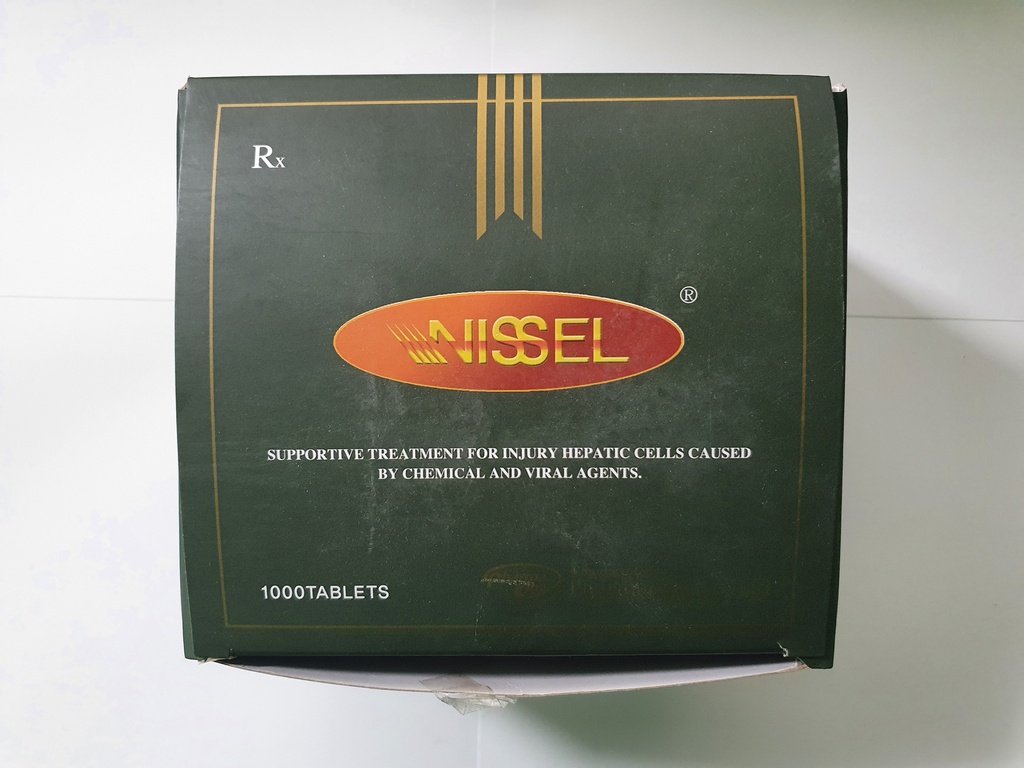 Rx
NISSEL
®
SUPPORTIVE TREATMENT FOR INJURY HEPATIC CELLS CAUSED
BY CHEMICAL AND VIRAL AGENTS.
1000TABLETS